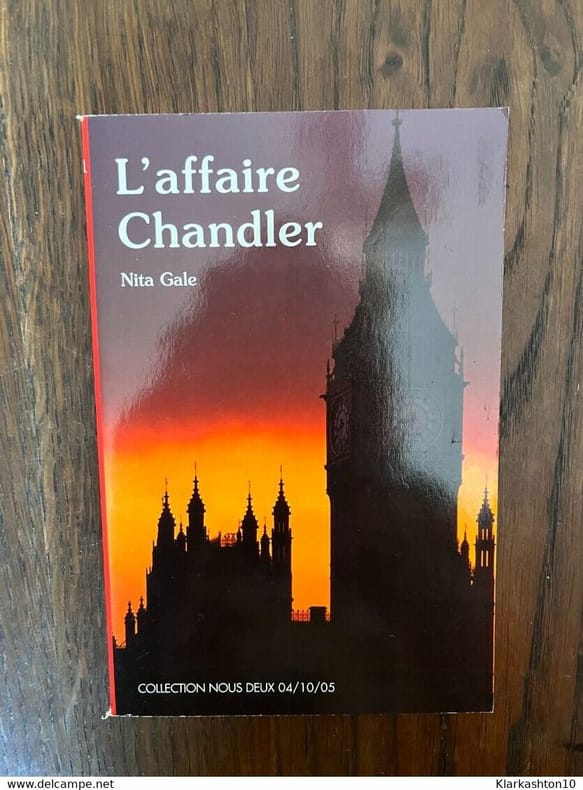 L'affaire
Chandler
Nita Gale
COLLECTION NOUS DEUX 04/10/05
www.delcampe.net
Klarkashton10